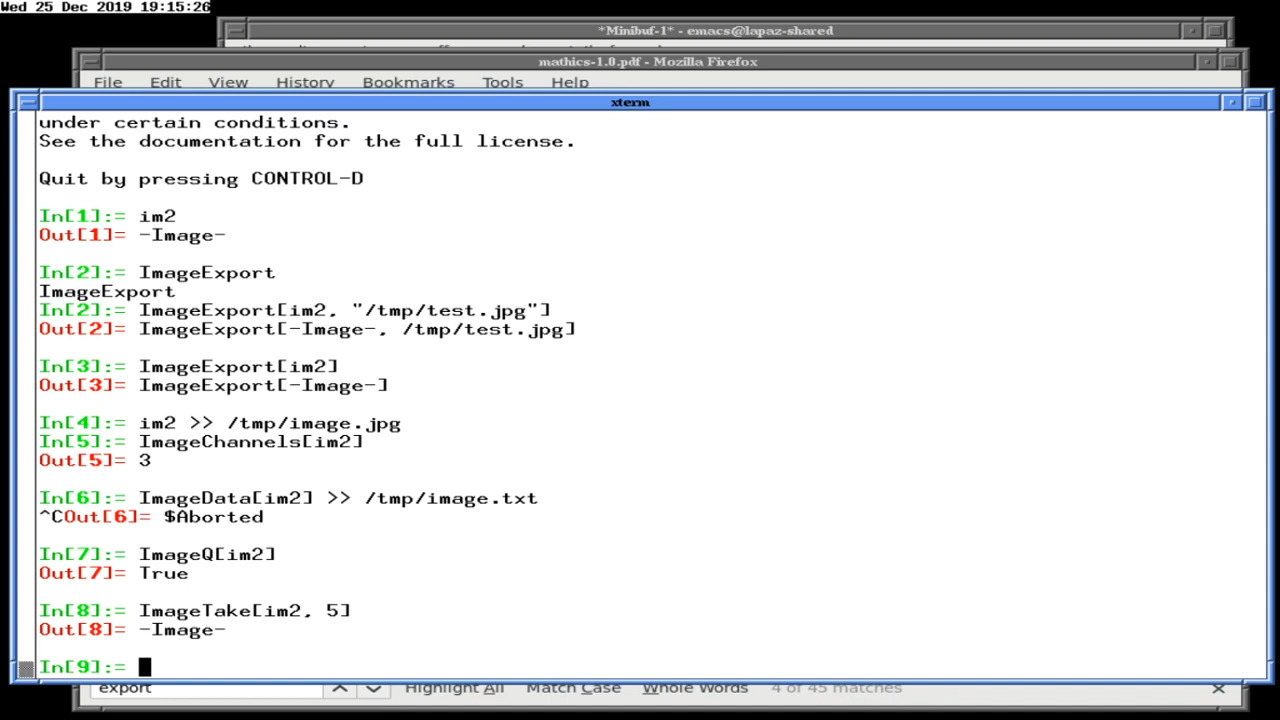 Wed 25 Dec 2019 19:15:26
*Minibuf-1* - emacs@lapaz-shared
mathics-1.0.pdf - Mozilla Firefox
File Edit View History Bookmarks Tools Help
xterm
under certain conditions.
See the documentation for the full license.
Quit by pressing CONTROL-D
In[1]:= im2
Out[1]= -Image-
In[2]:= ImageExport
ImageExport
In[2]:= ImageExport[im2, "/tmp/test.jpg"]
Out[2]= ImageExport[-Image-, /tmp/test.jpg]
In[3]:= ImageExport[im2]
Out[3]= ImageExport[-Image-]
In[4]:= im2 >> /tmp/image.jpg
In[5]:= ImageChannels[im2]
Out[5]= 3
In[6]:= ImageData[im2] >> /tmp/image.txt
^COut[6]= $Aborted
In[7]:= ImageQ[im2]
Out[7]= True
In[8]:= ImageTake[im2, 5]
Out[8]= -Image-
In[9]:=
export Highlight All Match Case Whole Words 4 of 45 matches